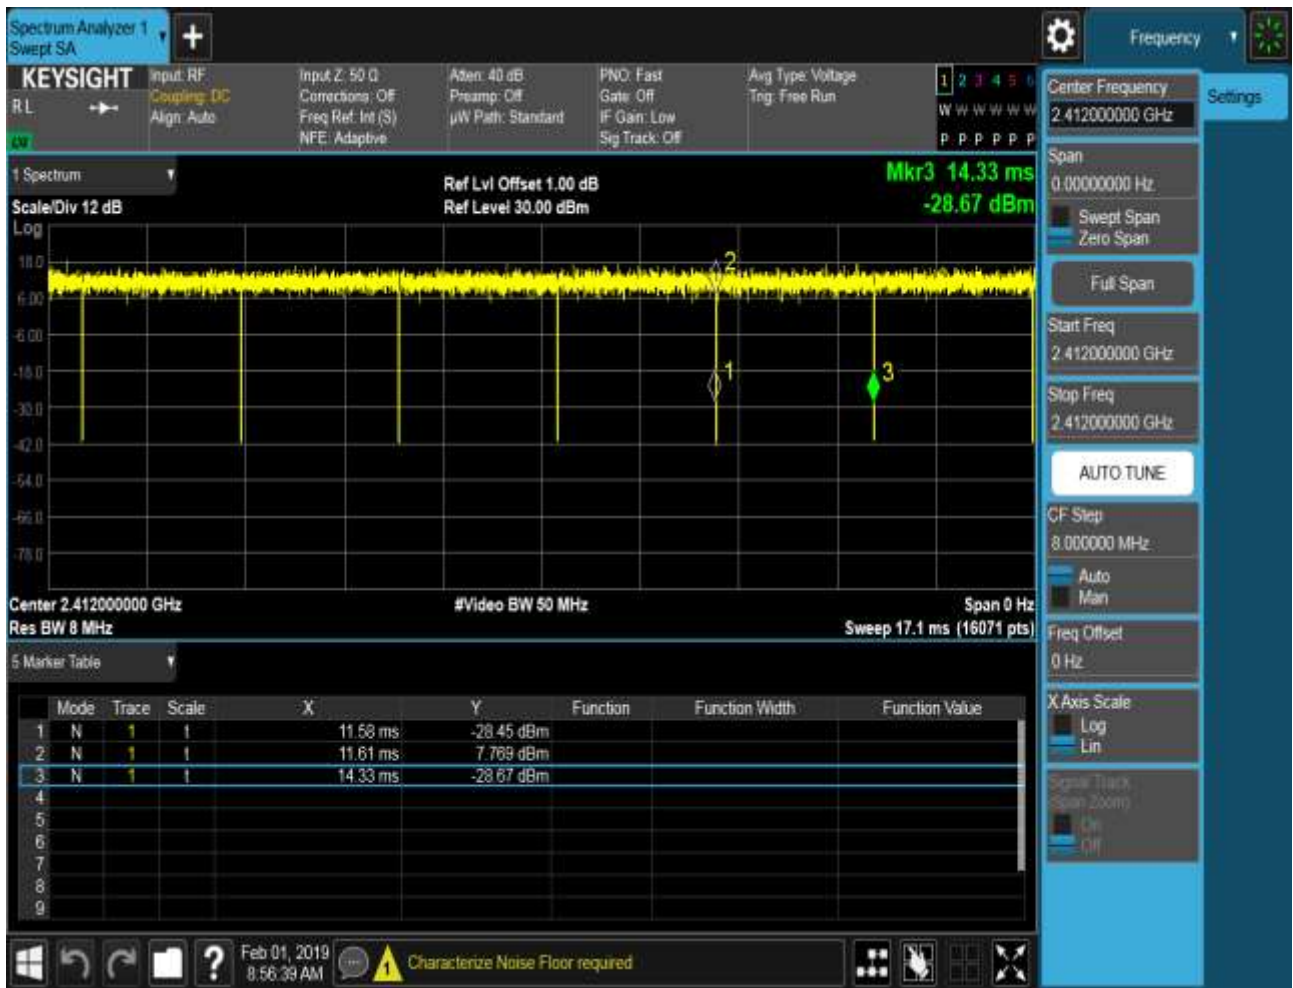 Spectrum Analyzer 1
Swept SA
Frequency
KEYSIGHT
R L
Input: RF
Coupling: DC
Align: Auto
Input Z: 50 Ω
Corrections: Off
Freq Ref: Int (S)
NFE: Adaptive
Atten: 40 dB
Preamp: Off
µW Path: Standard
PNO: Fast
Gate: Off
IF Gain: Low
Sig Track: Off
Avg Type: Voltage
Trig: Free Run
1 2 3 4 5 6
W W W W W W
P P P P P P
1 Spectrum
Scale/Div 12 dB
Log
Ref Lvl Offset 1.00 dB
Ref Level 30.00 dBm
Mkr3 14.33 ms
-28.67 dBm
18.0
6.00
-6.00
-18.0
-30.0
-42.0
-54.0
-66.0
-78.0
2
1
3
Center 2.412000000 GHz
#Video BW 50 MHz
Span 0 Hz
Res BW 8 MHz
Sweep 17.1 ms (16071 pts)
5 Marker Table
Mode Trace Scale X Y Function Function Width Function Value
1 N 1 t 11.58 ms -28.45 dBm
2 N 1 t 11.61 ms 7.769 dBm
3 N 1 t 14.33 ms -28.67 dBm
4
5
6
7
8
9
Feb 01, 2019
8:56:39 AM
Characterize Noise Floor required
Settings
Center Frequency
2.412000000 GHz
Span
0.00000000 Hz
Swept Span
Zero Span
Full Span
Start Freq
2.412000000 GHz
Stop Freq
2.412000000 GHz
AUTO TUNE
CF Step
8.000000 MHz
Auto
Man
Freq Offset
0 Hz
X Axis Scale
Log
Lin
Signal Track
(Span Zoom)
On
Off